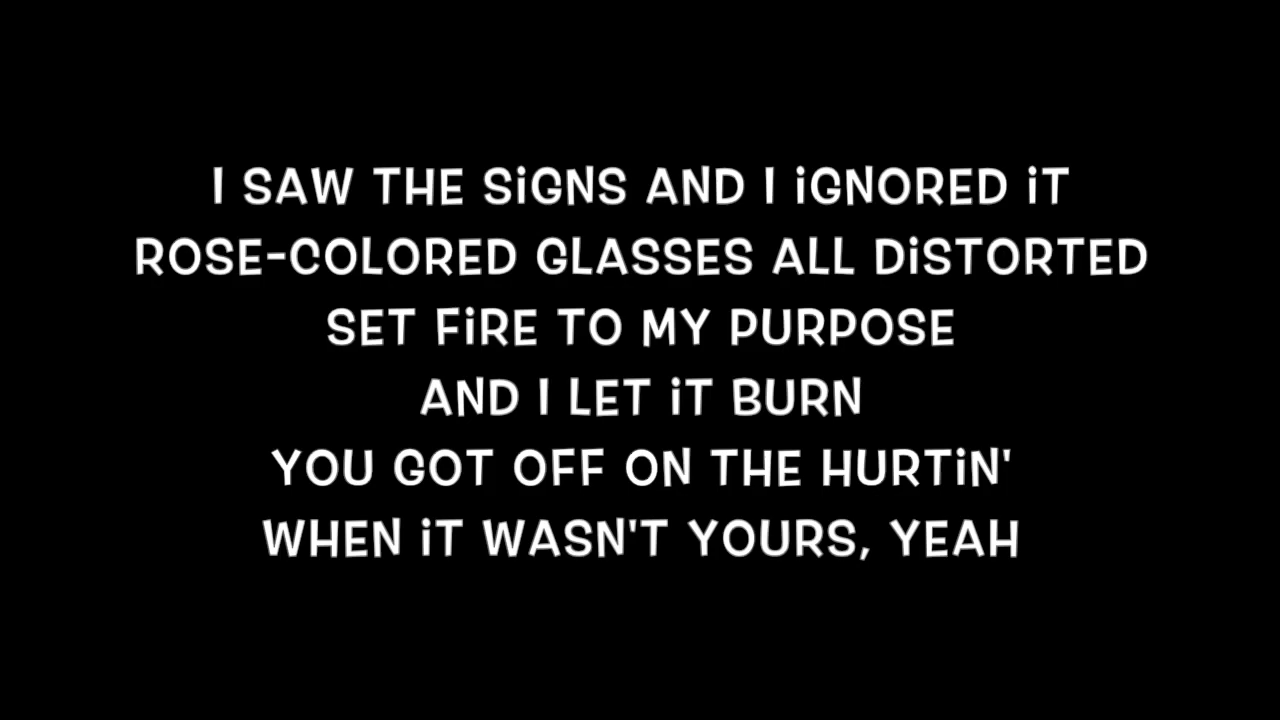 I SAW THE SIGNS AND I IGNORED IT
ROSE-COLORED GLASSES ALL DISTORTED
SET FIRE TO MY PURPOSE
AND I LET IT BURN
YOU GOT OFF ON THE HURTIN'
WHEN IT WASN'T YOURS, YEAH